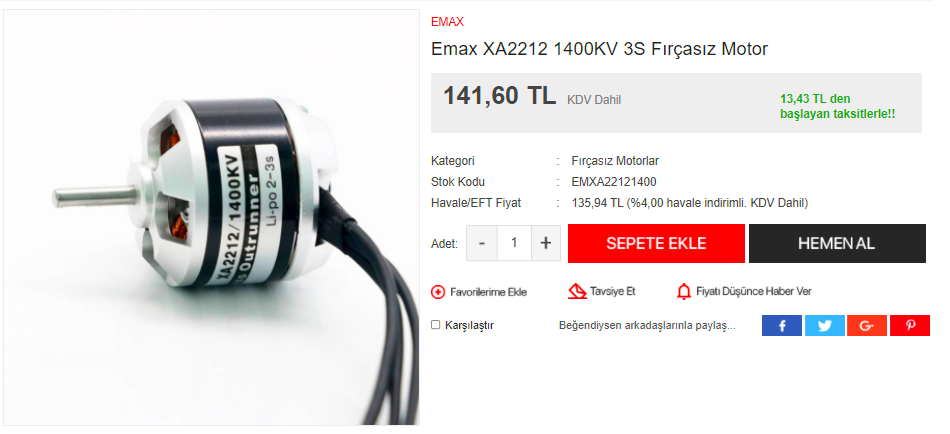 EMAX
Emax XA2212 1400KV 3S Fırçasız Motor
141,60 TL KDV Dahil
13,43 TL den
başlayan taksitlerle!!
Kategori : Fırçasız Motorlar
Stok Kodu : EMXA22121400
Havale/EFT Fiyat : 135,94 TL (%4,00 havale indirimli. KDV Dahil)
Adet: - 1 + SEPETE EKLE HEMEN AL
Favorilerime Ekle Tavsiye Et Fiyatı Düşünce Haber Ver
Karşılaştır Beğendiysen arkadaşlarınla paylaş...
XA2212/1400KV
Outrunner
Li-po 2-3s